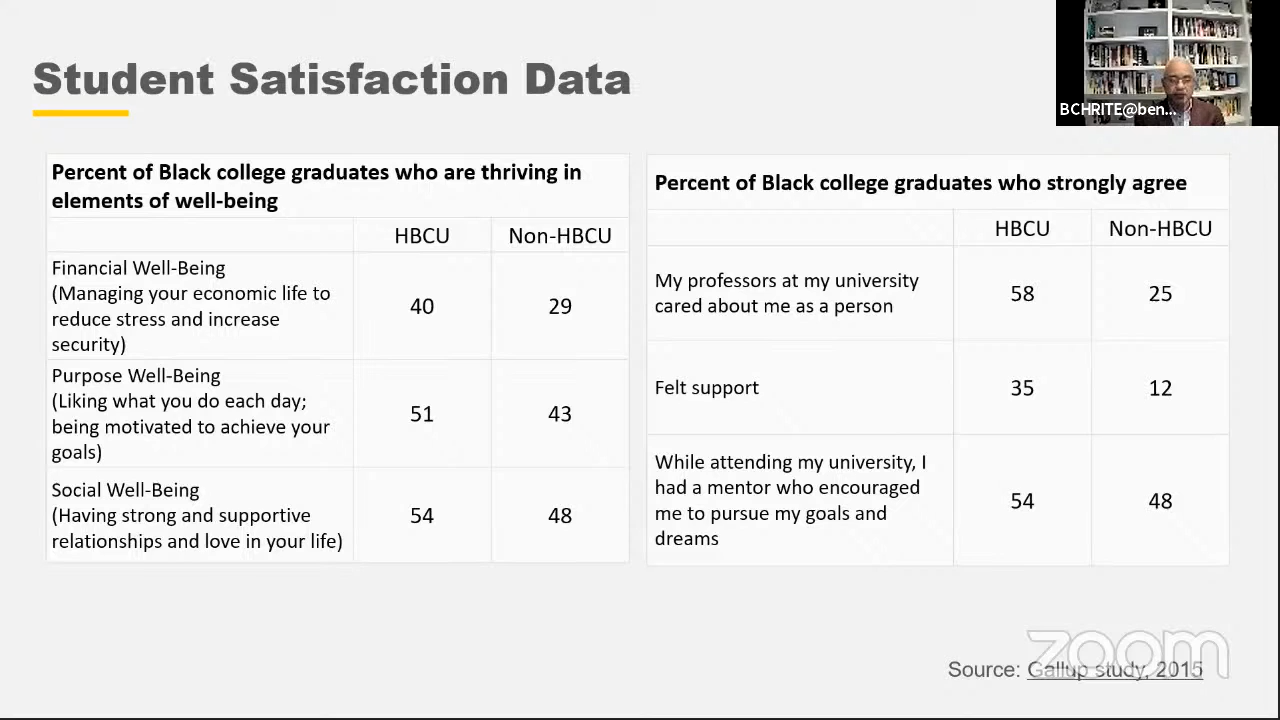 Student Satisfaction Data
BCHRITE@ben...
Percent of Black college graduates who are thriving in
elements of well-being
HBCU Non-HBCU
Financial Well-Being
(Managing your economic life to
reduce stress and increase
security)
40 29
Purpose Well-Being
(Liking what you do each day;
being motivated to achieve your
goals)
51 43
Social Well-Being
(Having strong and supportive
relationships and love in your life)
54 48
Percent of Black college graduates who strongly agree
HBCU Non-HBCU
My professors at my university
cared about me as a person
58 25
Felt support
35 12
While attending my university, I
had a mentor who encouraged
me to pursue my goals and
dreams
54 48
zoom
Source: Gallup study, 2015